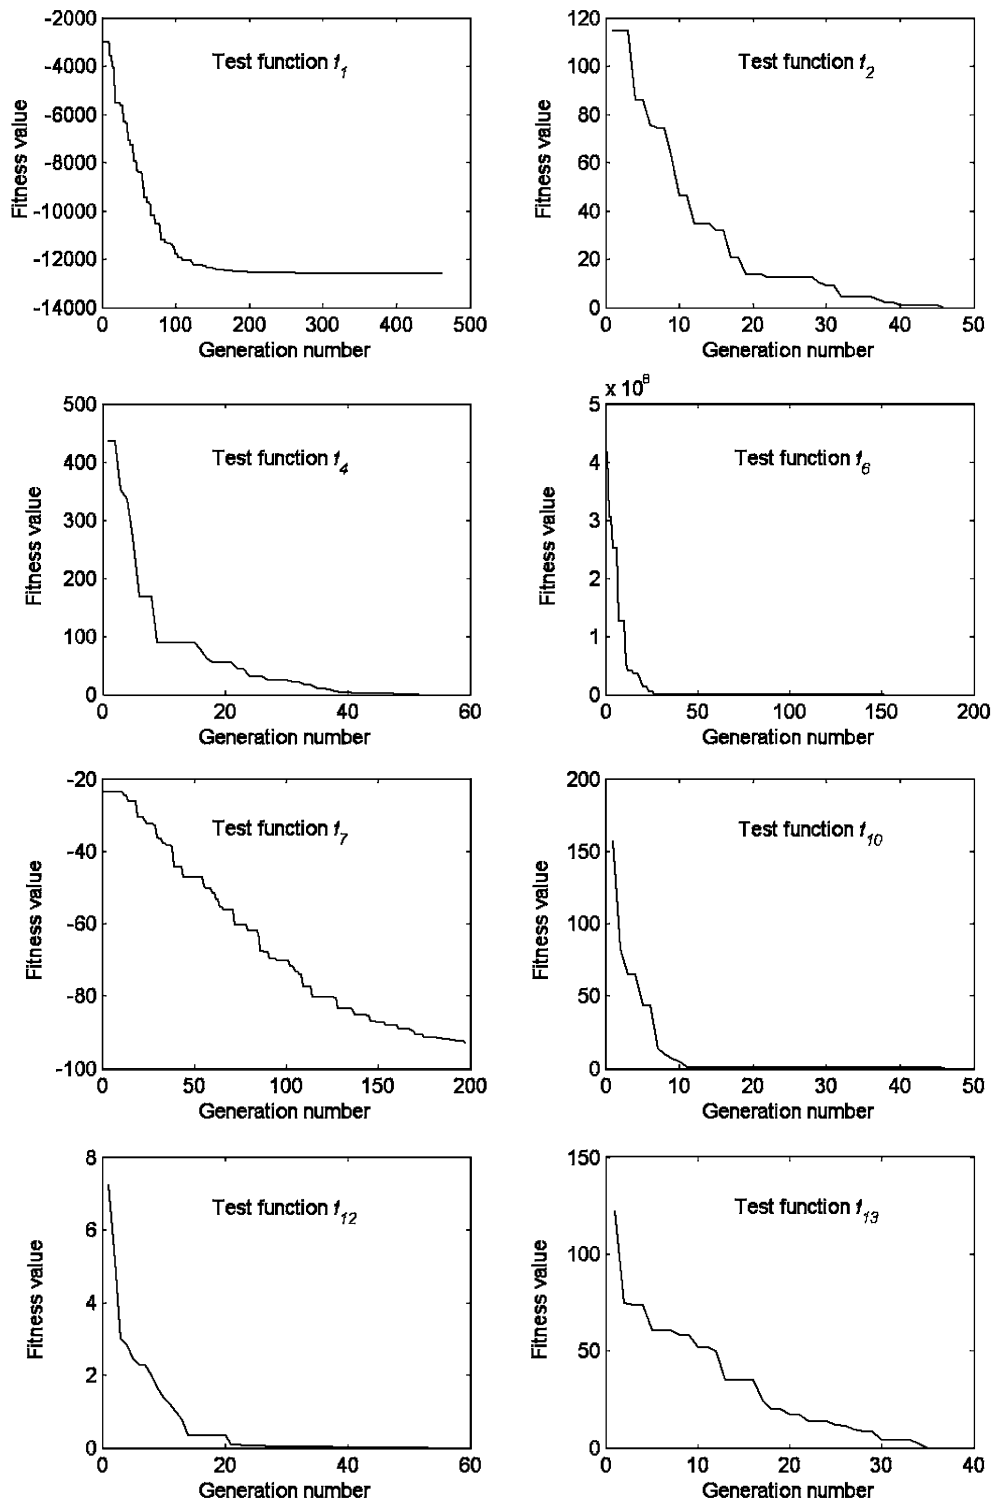 Test function f1
Fitness value
-2000
-4000
-6000
-8000
-10000
-12000
-14000
0 100 200 300 400 500
Generation number
Test function f2
Fitness value
120
100
80
60
40
20
0
0 10 20 30 40 50
Generation number
Test function f4
Fitness value
500
400
300
200
100
0
0 20 40 60
Generation number
x 10^8
Test function f6
Fitness value
5
4
3
2
1
0
0 50 100 150 200
Generation number
Test function f7
Fitness value
-20
-40
-60
-80
-100
0 50 100 150 200
Generation number
Test function f10
Fitness value
200
150
100
50
0
0 10 20 30 40 50
Generation number
Test function f12
Fitness value
8
6
4
2
0
0 20 40 60
Generation number
Test function f13
Fitness value
150
100
50
0
0 10 20 30 40
Generation number